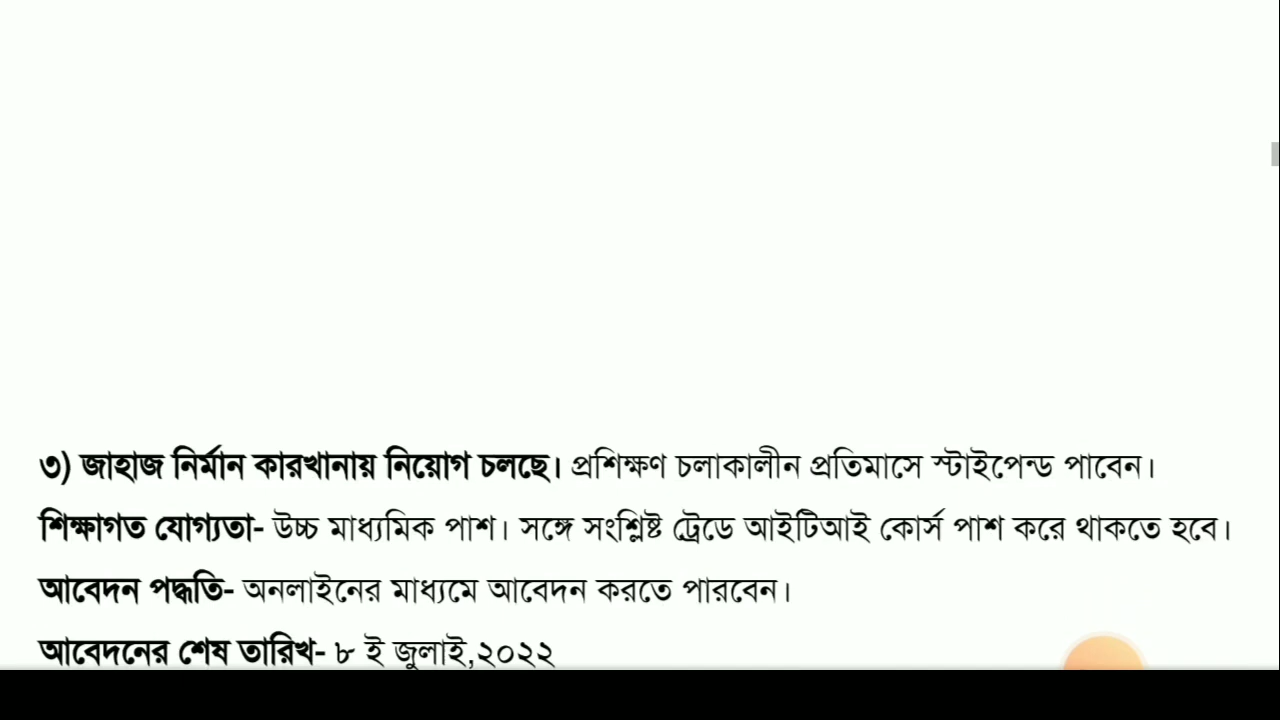 ৩) জাহাজ নির্মান কারখানায় নিয়োগ চলছে। প্রশিক্ষণ চলাকালীন প্রতিমাসে স্টাইপেন্ড পাবেন।
শিক্ষাগত যোগ্যতা- উচ্চ মাধ্যমিক পাশ। সঙ্গে সংশ্লিষ্ট ট্রেডে আইটিআই কোর্স পাশ করে থাকতে হবে।
আবেদন পদ্ধতি- অনলাইনের মাধ্যমে আবেদন করতে পারবেন।
আবেদনের শেষ তারিখ- ৮ ই জুলাই,২০২২